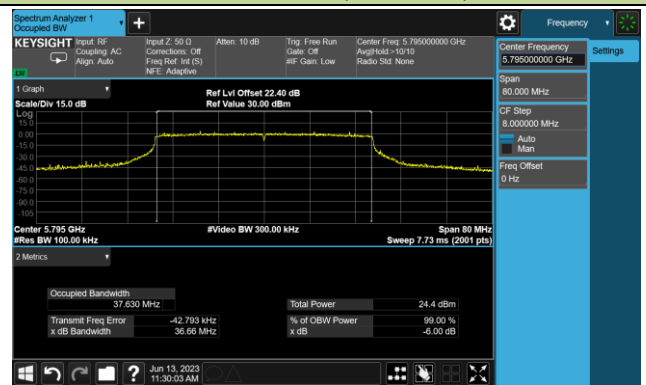 Spectrum Analyzer 1
Occupied BW
Frequency
KEYSIGHT
Input: RF
Coupling: AC
Align: Auto
Input Z: 50 Ω
Corrections: Off
Freq Ref: Int (S)
NFE: Adaptive
Atten: 10 dB
Trig: Free Run
Gate: Off
#IF Gain: Low
Center Freq: 5.795000000 GHz
Avg|Hold:>10/10
Radio Std: None
Center Frequency
5.795000000 GHz
Settings
Span
80.000 MHz
CF Step
8.000000 MHz
Auto
Man
Freq Offset
0 Hz
1 Graph
Scale/Div 15.0 dB
Ref Lvl Offset 22.40 dB
Ref Value 30.00 dBm
Log
15.0
0.00
-15.0
-30.0
-45.0
-60.0
-75.0
-90.0
-105
Center 5.795 GHz
#Res BW 100.00 kHz
#Video BW 300.00 kHz
Span 80 MHz
Sweep 7.73 ms (2001 pts)
2 Metrics
Occupied Bandwidth
37.630 MHz
Transmit Freq Error -42.793 kHz
x dB Bandwidth 36.66 MHz
Total Power 24.4 dBm
% of OBW Power 99.00 %
x dB -6.00 dB
Jun 13, 2023
11:30:03 AM